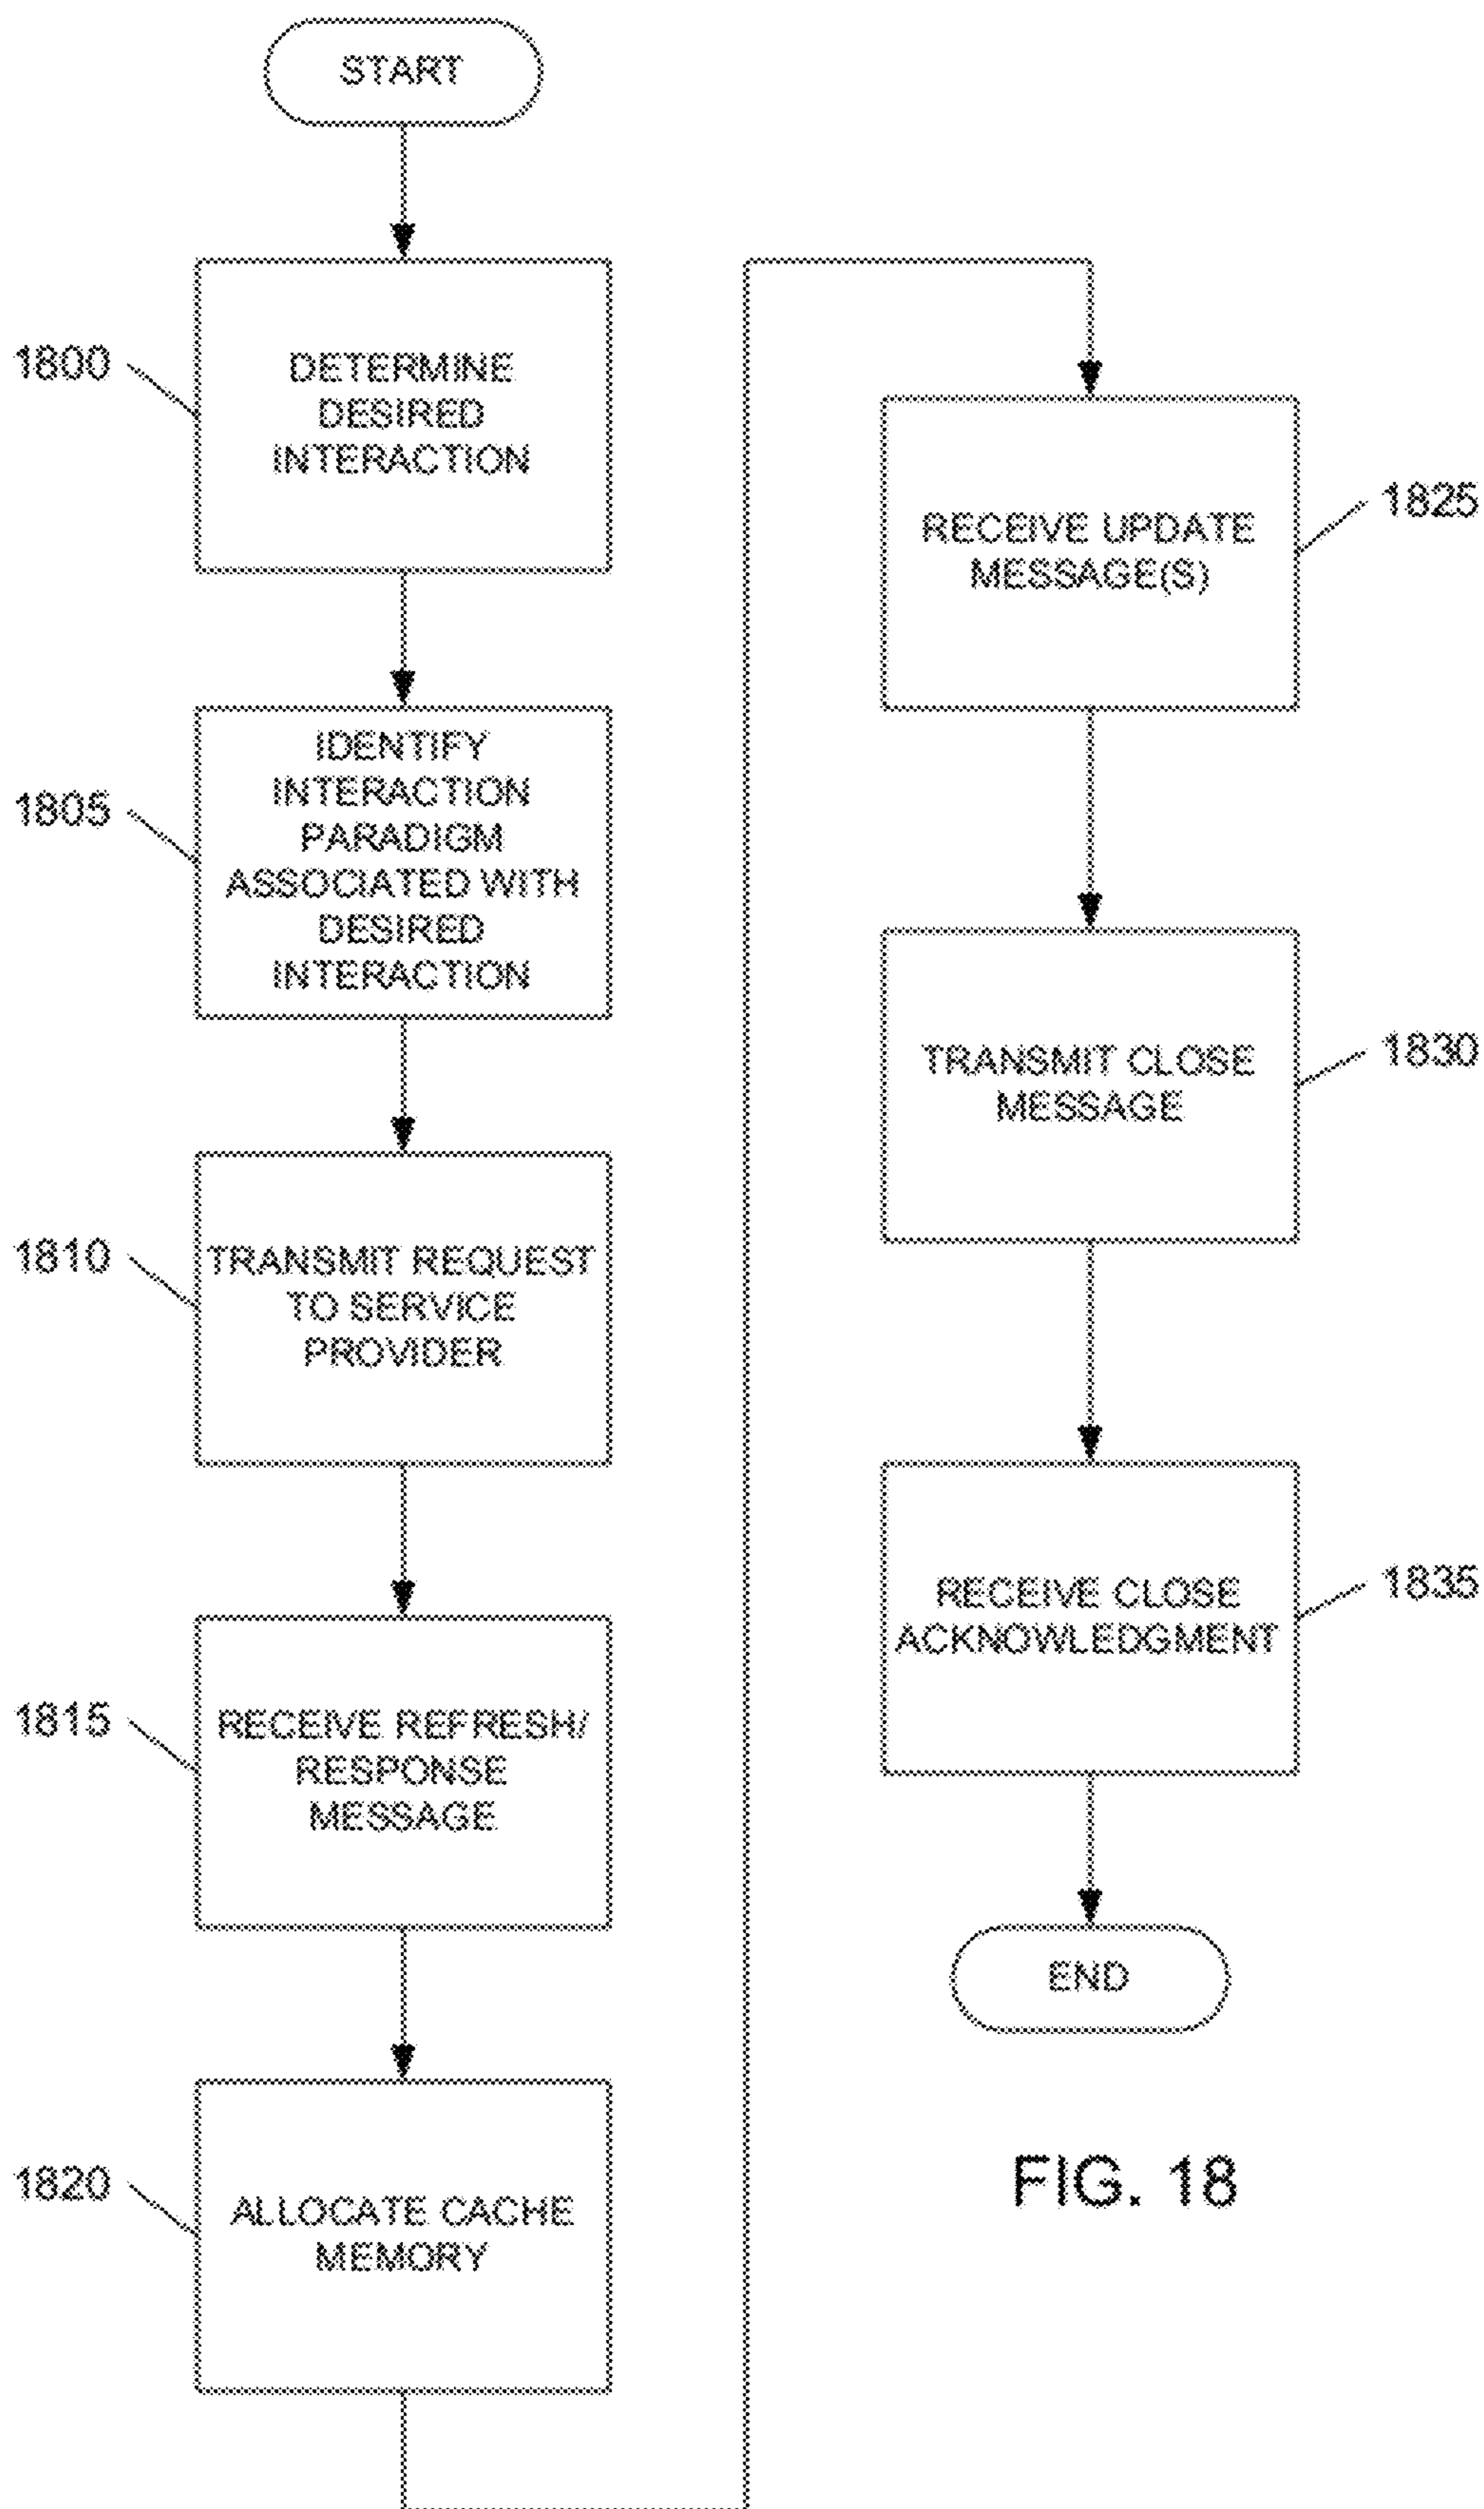 START
1800
DETERMINE
DESIRED
INTERACTION
1805
IDENTIFY
INTERACTION
PARADIGM
ASSOCIATED WITH
DESIRED
INTERACTION
1810
TRANSMIT REQUEST
TO SERVICE
PROVIDER
1815
RECEIVE REFRESH/
RESPONSE
MESSAGE
1820
ALLOCATE CACHE
MEMORY
1825
RECEIVE UPDATE
MESSAGE(S)
1830
TRANSMIT CLOSE
MESSAGE
1835
RECEIVE CLOSE
ACKNOWLEDGMENT
END
FIG. 18